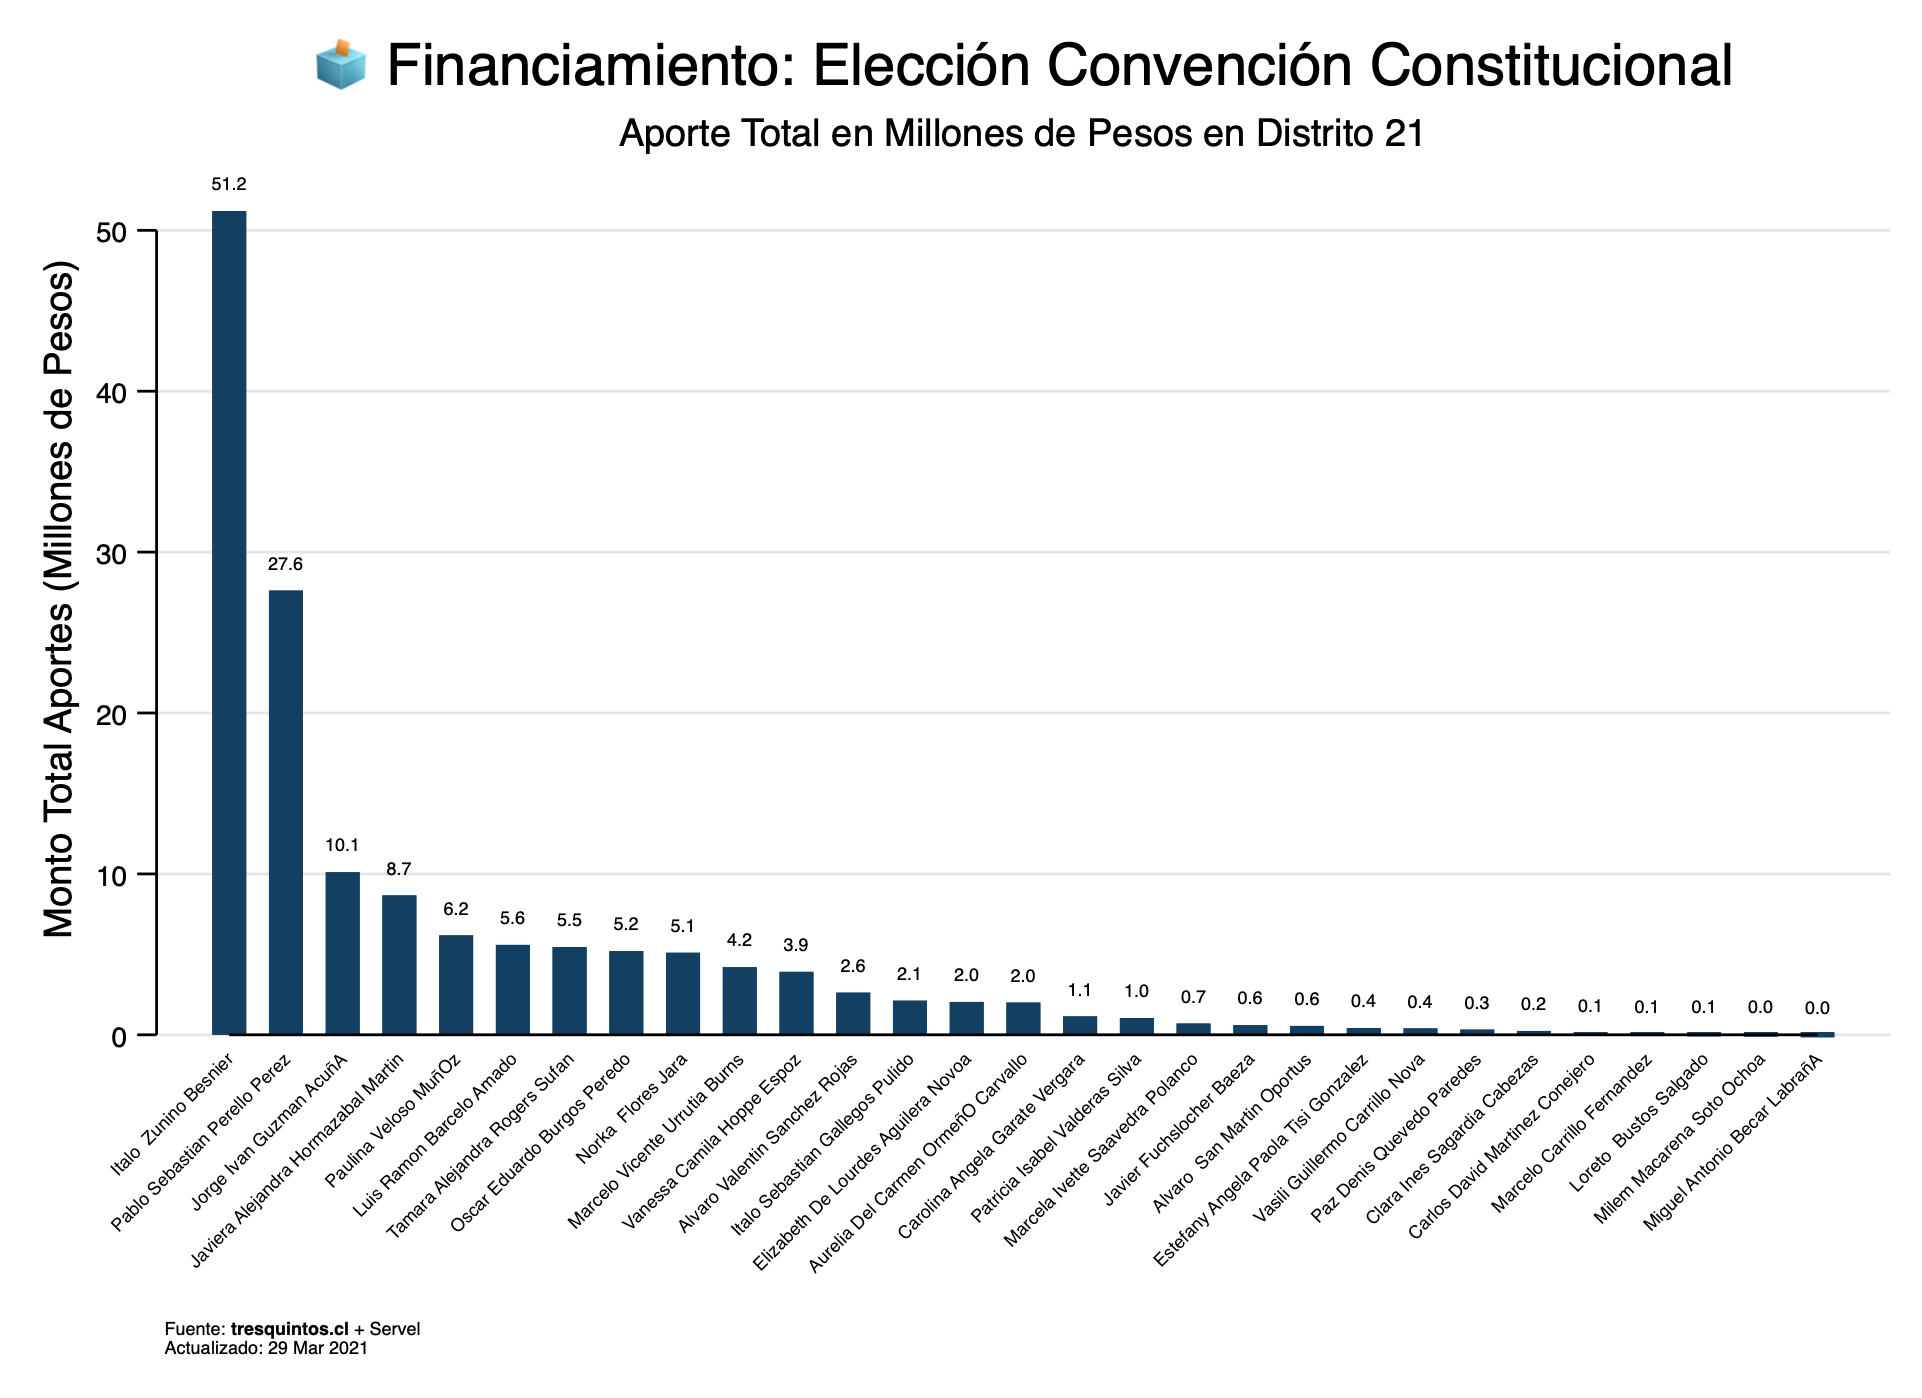 Financiamiento: Elección Convención Constitucional
Aporte Total en Millones de Pesos en Distrito 21
Monto Total Aportes (Millones de Pesos)
50
40
30
20
10
0
51.2
27.6
10.1
8.7
6.2
5.6
5.5
5.2
5.1
4.2
3.9
2.6
2.1
2.0
2.0
1.1
1.0
0.7
0.6
0.6
0.4
0.4
0.3
0.2
0.1
0.1
0.1
0.0
0.0
Italo Zunino Besnier
Pablo Sebastian Perello Perez
Jorge Ivan Guzman AcuñA
Javiera Alejandra Hormazabal Martin
Paulina Veloso MuñOz
Luis Ramon Barcelo Amado
Tamara Alejandra Rogers Sufan
Oscar Eduardo Burgos Peredo
Norka Flores Jara
Marcelo Vicente Urrutia Burns
Vanessa Camila Hoppe Espoz
Alvaro Valentin Sanchez Rojas
Italo Sebastian Gallegos Pulido
Elizabeth De Lourdes Aguilera Novoa
Aurelia Del Carmen OrmeñO Carvallo
Carolina Angela Garate Vergara
Patricia Isabel Valderas Silva
Marcela Ivette Saavedra Polanco
Javier Fuchslocher Baeza
Alvaro San Martin Oportus
Estefany Angela Paola Tisi Gonzalez
Vasili Guillermo Carrillo Nova
Paz Denis Quevedo Paredes
Clara Ines Sagardia Cabezas
Carlos David Martinez Conejero
Marcelo Carrillo Fernandez
Loreto Bustos Salgado
Milem Macarena Soto Ochoa
Miguel Antonio Becar LabrañA
Fuente: tresquintos.cl + Servel
Actualizado: 29 Mar 2021